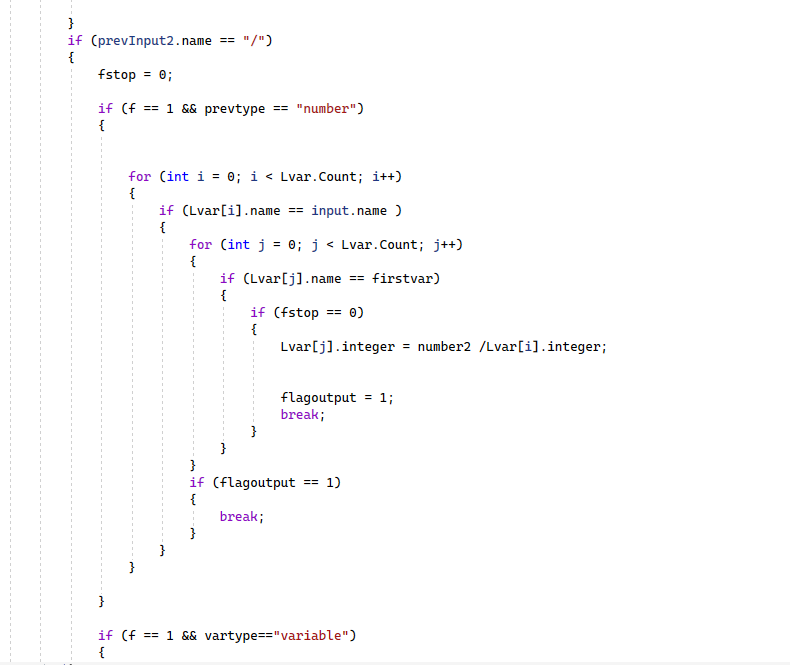 }
if (prevInput2.name == "/")
{
fstop = 0;
if (f == 1 && prevtype == "number")
{
for (int i = 0; i < Lvar.Count; i++)
{
if (Lvar[i].name == input.name )
{
for (int j = 0; j < Lvar.Count; j++)
{
if (Lvar[j].name == firstvar)
{
if (fstop == 0)
{
Lvar[j].integer = number2 /Lvar[i].integer;
flagoutput = 1;
break;
}
}
}
if (flagoutput == 1)
{
break;
}
}
}
}
if (f == 1 && vartype=="variable")
{